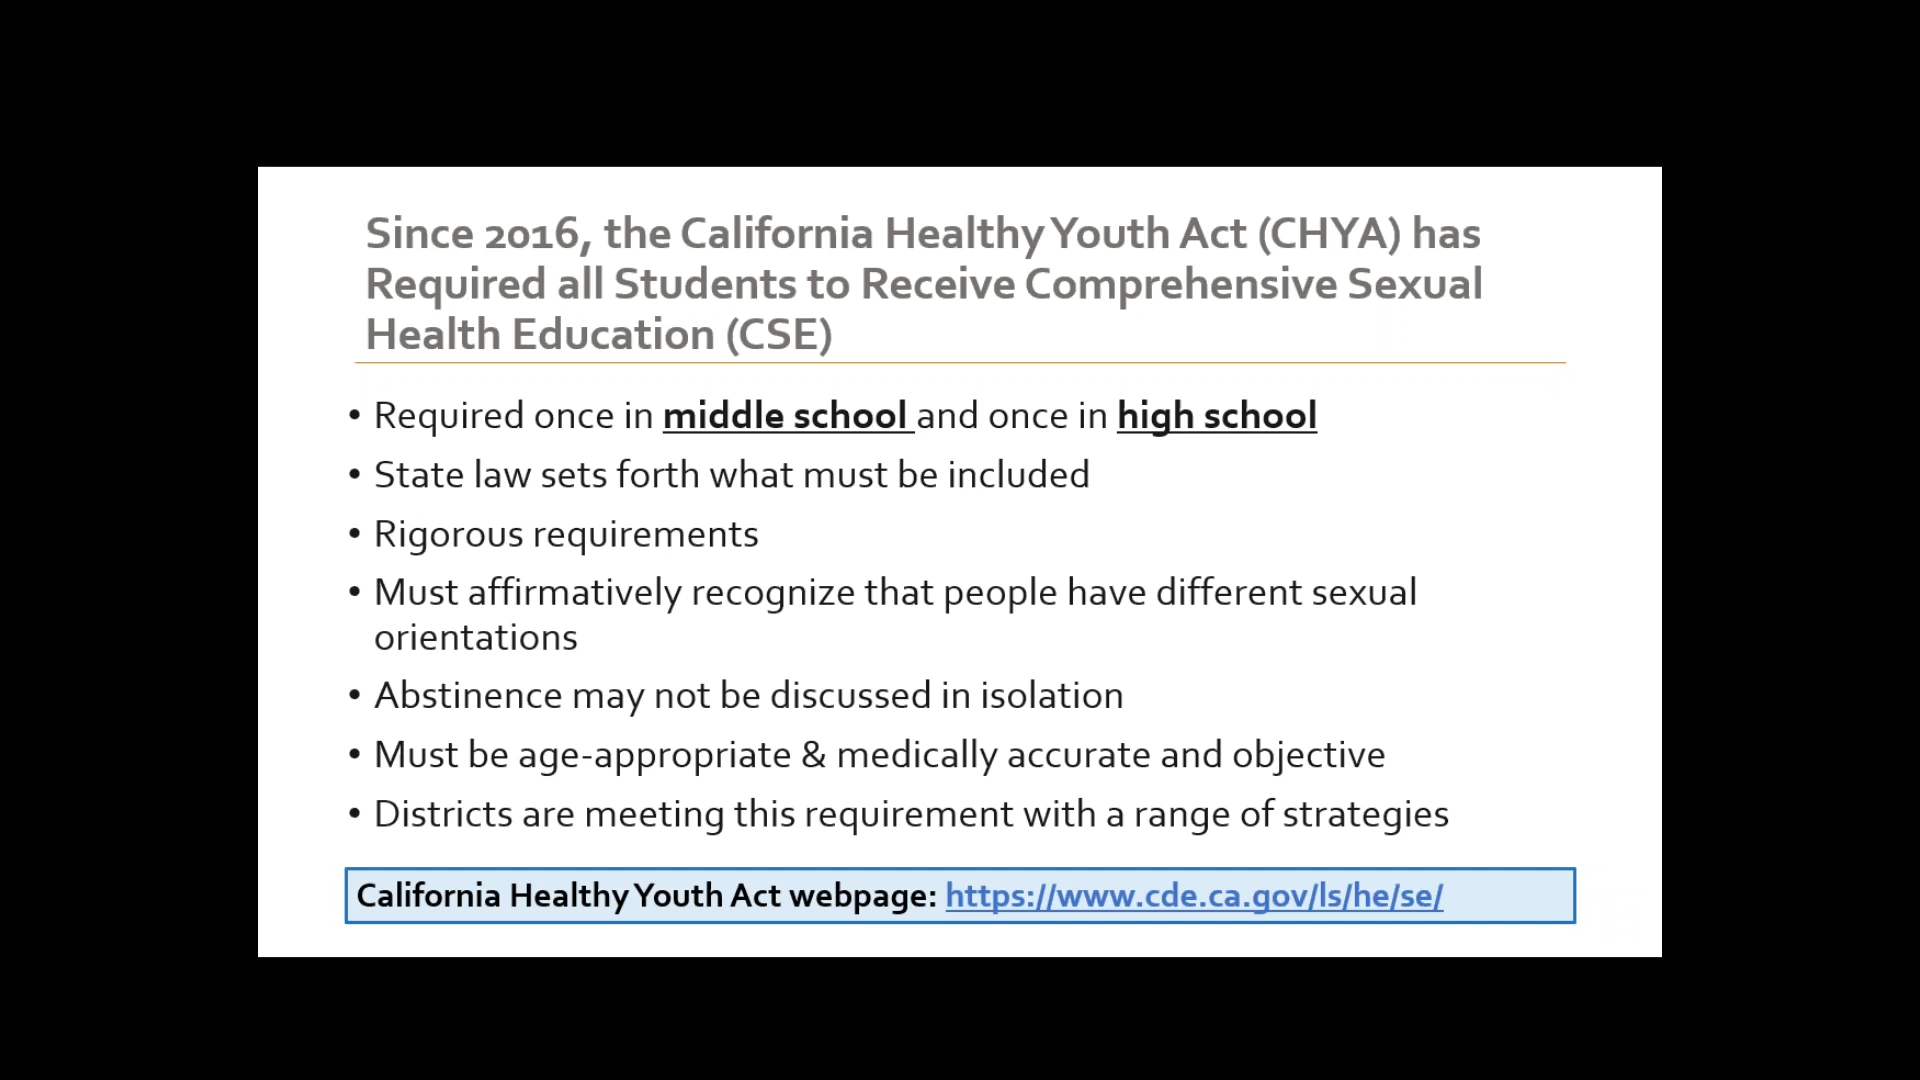 Since 2016, the California Healthy Youth Act (CHYA) has
Required all Students to Receive Comprehensive Sexual
Health Education (CSE)
• Required once in middle school and once in high school
• State law sets forth what must be included
• Rigorous requirements
• Must affirmatively recognize that people have different sexual
orientations
• Abstinence may not be discussed in isolation
• Must be age-appropriate & medically accurate and objective
• Districts are meeting this requirement with a range of strategies
California Healthy Youth Act webpage: https://www.cde.ca.gov/ls/he/se/